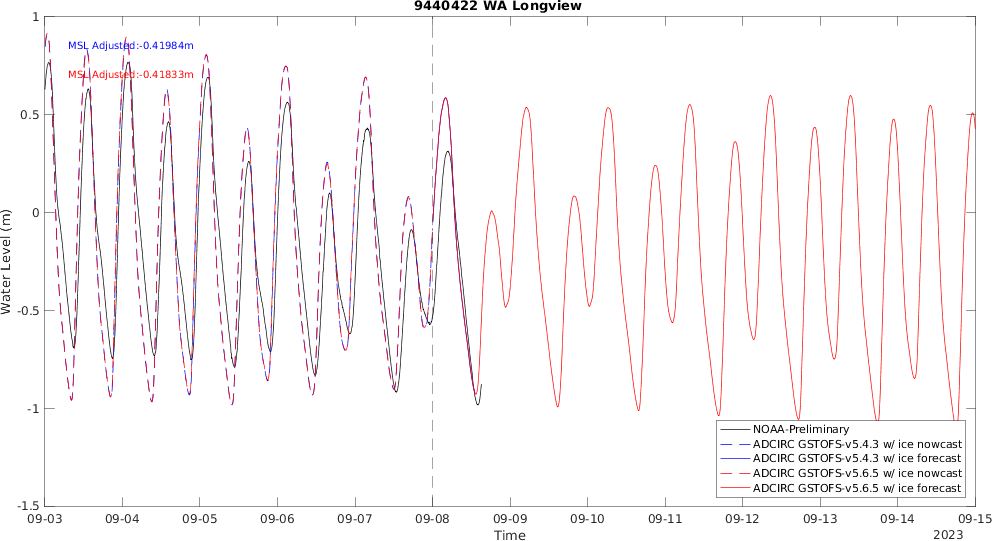 9440422 WA Longview
1
MSL Adjusted:-0.41984m
MSL Adjusted:-0.41833m
0.5
0
-0.5
-1
-1.5
Water Level (m)
NOAA-Preliminary
ADCIRC GSTOFS-v5.4.3 w/ ice nowcast
ADCIRC GSTOFS-v5.4.3 w/ ice forecast
ADCIRC GSTOFS-v5.6.5 w/ ice nowcast
ADCIRC GSTOFS-v5.6.5 w/ ice forecast
09-03 09-04 09-05 09-06 09-07 09-08 09-09 09-10 09-11 09-12 09-13 09-14 09-15
Time
2023